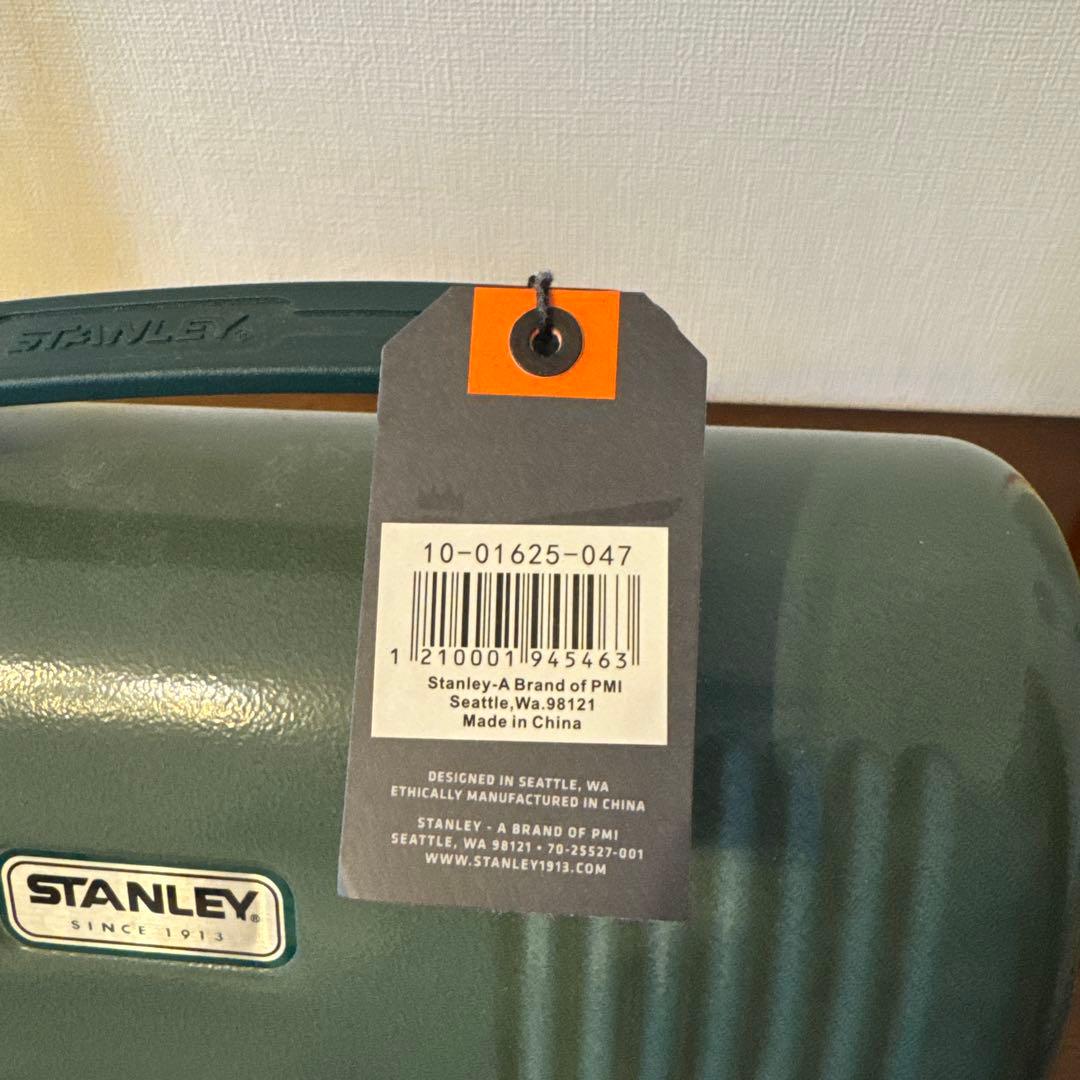 STANLEY®
10-01625-047
1 210001 945463
Stanley-A Brand of PMI
Seattle,Wa.98121
Made in China
DESIGNED IN SEATTLE, WA
ETHICALLY MANUFACTURED IN CHINA
STANLEY - A BRAND OF PMI
SEATTLE, WA 98121 • 70-25527-001
WWW.STANLEY1913.COM
STANLEY®
SINCE 1913